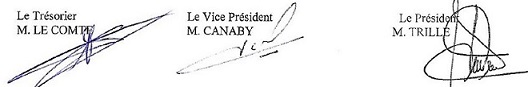 Le Trésorier
M. LE COMTE
Le Vice Président
M. CANABY
Le Président
M. TRILLE